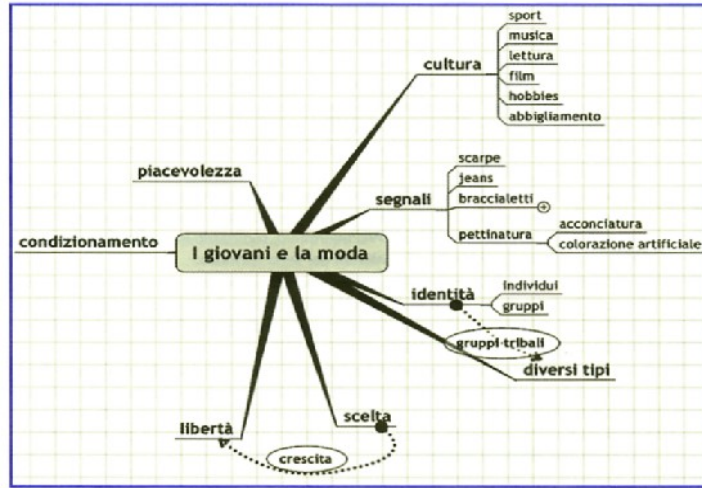 sport
musica
cultura
lettura
film
hobbies
abbigliamento
scarpe
piacevolezza
jeans
segnali
braccialetti
acconciatura
pettinatura
colorazione artificiale
condizionamento
I giovani e la moda
individui
identità
gruppi
gruppi tribali
diversi tipi
scelta
libertà
crescita